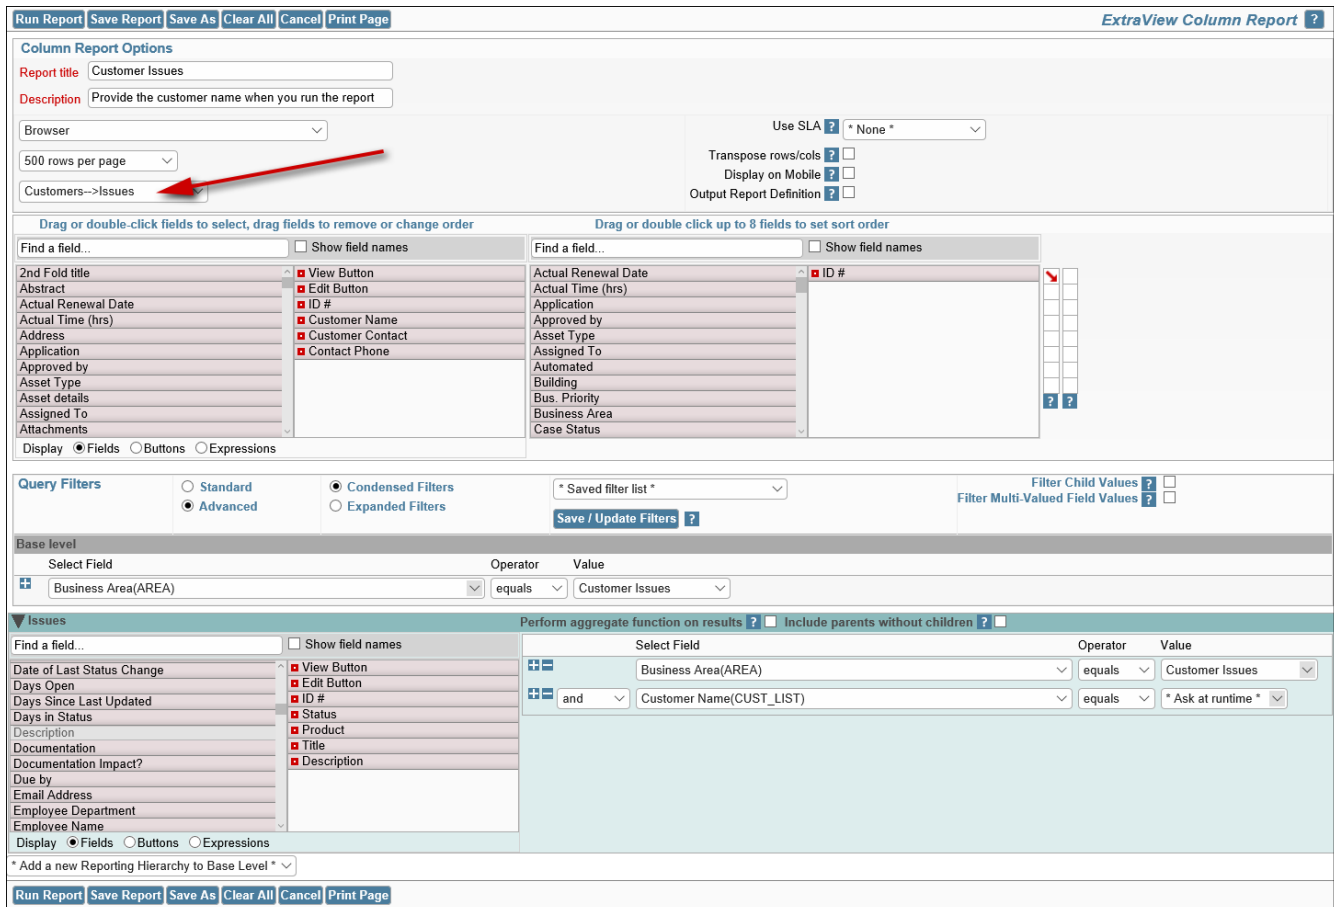 Run Report Save Report Save As Clear All Cancel Print Page
ExtraView Column Report ?
Column Report Options
Report title Customer Issues
Description Provide the customer name when you run the report
Browser
Use SLA ? * None *
500 rows per page
Transpose rows/cols ?
Display on Mobile ?
Customers-->Issues
Output Report Definition ?
Drag or double-click fields to select, drag fields to remove or change order
Drag or double click up to 8 fields to set sort order
Find a field... Show field names
Find a field... Show field names
2nd Fold title
Abstract
Actual Renewal Date
Actual Time (hrs)
Address
Application
Approved by
Asset Type
Asset details
Assigned To
Attachments
View Button
Edit Button
ID #
Customer Name
Customer Contact
Contact Phone
Actual Renewal Date
Actual Time (hrs)
Application
Approved by
Asset Type
Assigned To
Automated
Building
Bus. Priority
Business Area
Case Status
ID #
? ?
Display Fields Buttons Expressions
Query Filters
Standard
Advanced
Condensed Filters
Expanded Filters
* Saved filter list *
Save / Update Filters ?
Filter Child Values ?
Filter Multi-Valued Field Values ?
Base level
Select Field Operator Value
Business Area(AREA) equals Customer Issues
Issues
Perform aggregate function on results ? Include parents without children ?
Find a field... Show field names
Date of Last Status Change
Days Open
Days Since Last Updated
Days in Status
Description
Documentation
Documentation Impact?
Due by
Email Address
Employee Department
Employee Name
View Button
Edit Button
ID #
Status
Product
Title
Description
Select Field Operator Value
Business Area(AREA) equals Customer Issues
and Customer Name(CUST_LIST) equals * Ask at runtime *
Display Fields Buttons Expressions
* Add a new Reporting Hierarchy to Base Level *
Run Report Save Report Save As Clear All Cancel Print Page